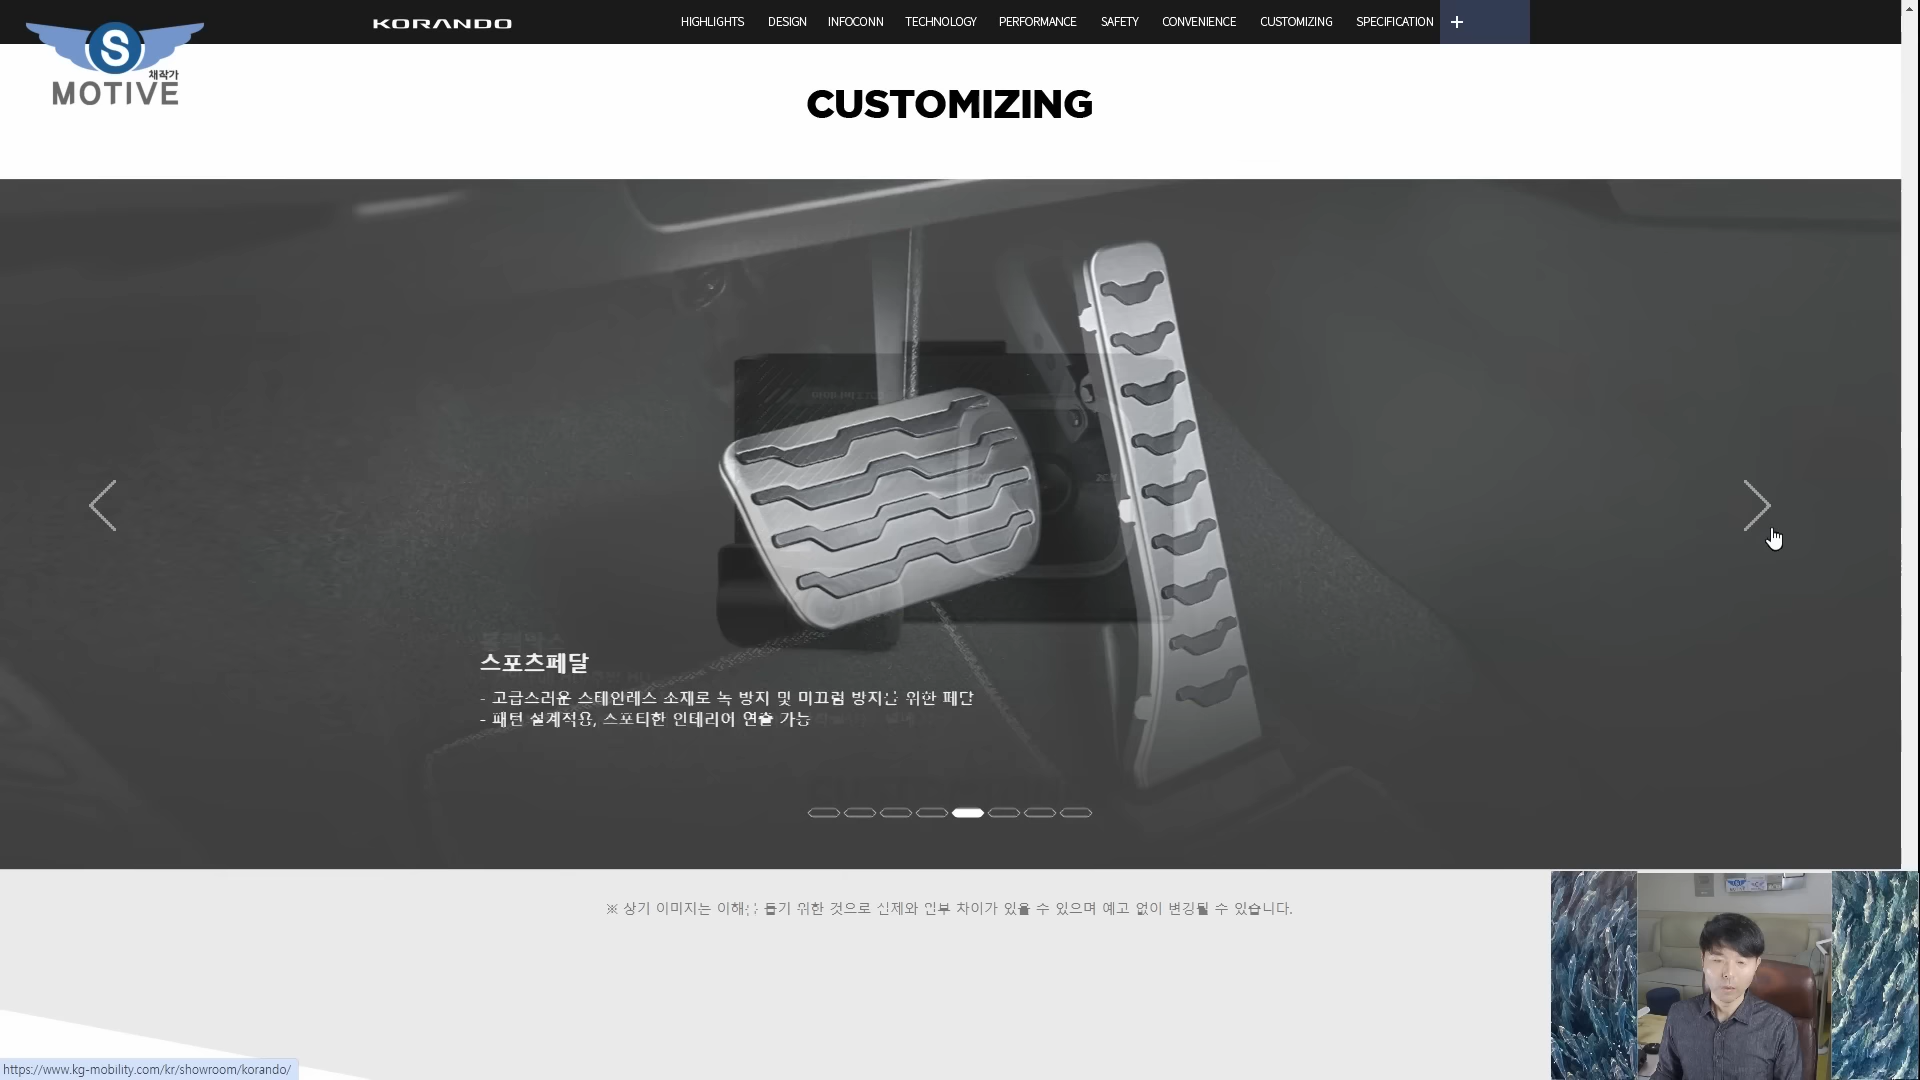 S
채작가
MOTIVE
KORANDO
HIGHLIGHTS
DESIGN
INFOCONN
TECHNOLOGY
PERFORMANCE
SAFETY
CONVENIENCE
CUSTOMIZING
SPECIFICATION
+
CUSTOMIZING
스포츠페달
- 고급스러운 스테인레스 소재로 녹 방지 및 미끄럼 방지를 위한 페달
- 패턴 설계적용, 스포티한 인테리어 연출 가능
※ 상기 이미지는 이해를 돕기 위한 것으로 실제와 일부 차이가 있을 수 있으며 예고 없이 변경될 수 있습니다.
https://www.kg-mobility.com/kr/showroom/korando/